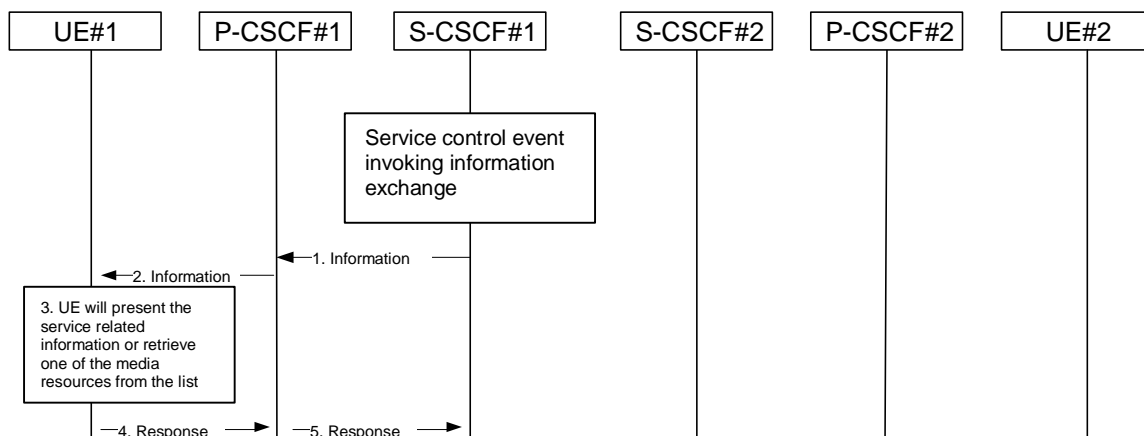 UE#1
P-CSCF#1
S-CSCF#1
S-CSCF#2
P-CSCF#2
UE#2
Service control event
invoking information
exchange
1. Information
2. Information
3. UE will present the
service related
information or retrieve
one of the media
resources from the list
4. Response
5. Response